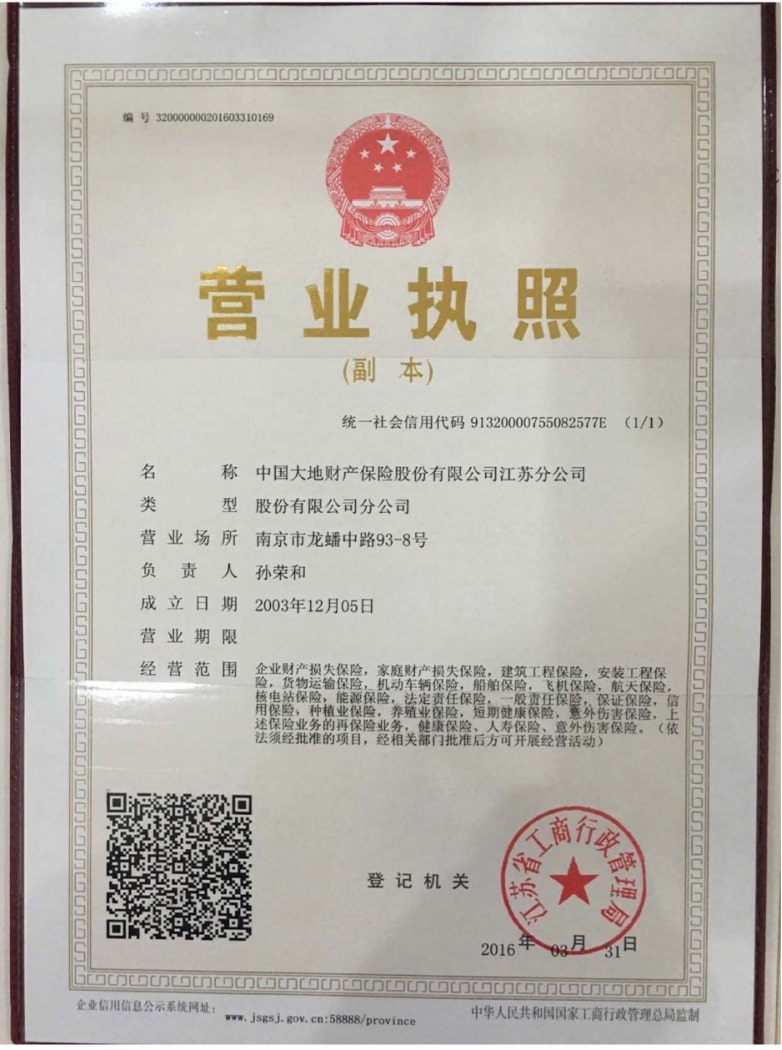 编 号 320000000201603310169
营业执照
(副 本)
统一社会信用代码 91320000755082577E （1/1）
名 称 中国大地财产保险股份有限公司江苏分公司
类 型 股份有限公司分公司
营业场所 南京市龙蟠中路93-8号
负 责 人 孙荣和
成立日期 2003年12月05日
营业期限
经营范围 企业财产损失保险，家庭财产损失保险，建筑工程保险，安装工程保
险，货物运输保险，机动车辆保险，船舶保险，飞机保险，航天保险，
核电站保险，能源保险，法定责任保险，一般责任保险，保证保险，信
用保险，种植业保险，养殖业保险，短期健康保险，意外伤害保险，上
述保险业务的再保险业务，健康保险、人寿保险、意外伤害保险。（依
法须经批准的项目，经相关部门批准后方可开展经营活动）
登记机关
江苏省工商行政管理局
2016年 03月 31日
企业信用信息公示系统网址： www.jsgsj.gov.cn:58888/province
中华人民共和国国家工商行政管理总局监制